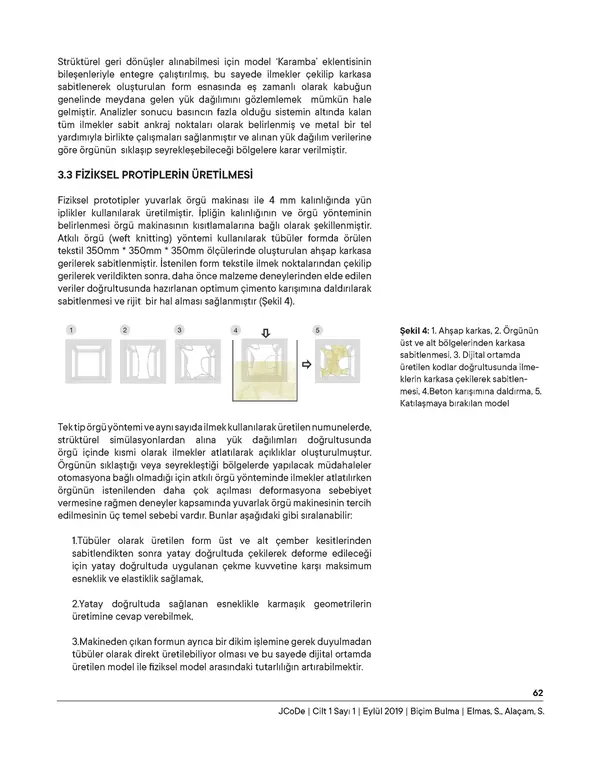 Strüktürel geri dönüşler alınabilmesi için model ‘Karamba’ eklentisinin
bileşenleriyle entegre çalıştırılmış, bu sayede ilmekler çekilip karkasa
sabitlenerek oluşturulan form esnasında eş zamanlı olarak kabuğun
genelinde meydana gelen yük dağılımını gözlemlemek mümkün hale
gelmiştir. Analizler sonucu basıncın fazla olduğu sistemin altında kalan
tüm ilmekler sabit ankraj noktaları olarak belirlenmiş ve metal bir tel
yardımıyla birlikte çalışmaları sağlanmıştır ve alınan yük dağılım verilerine
göre örgünün sıklaşıp seyrekleşebileceği bölgelere karar verilmiştir.
3.3 FİZİKSEL PROTİPLERİN ÜRETİLMESİ
Fiziksel prototipler yuvarlak örgü makinası ile 4 mm kalınlığında yün
iplikler kullanılarak üretilmiştir. İpliğin kalınlığının ve örgü yönteminin
belirlenmesi örgü makinasının kısıtlamalarına bağlı olarak şekillenmiştir.
Atkılı örgü (weft knitting) yöntemi kullanılarak tübüler formda örülen
tekstil 350mm * 350mm * 350mm ölçülerinde oluşturulan ahşap karkasa
gerilerek sabitlenmiştir. İstenilen form tekstile ilmek noktalarından çekilip
gerilerek verildikten sonra, daha önce malzeme deneylerinden elde edilen
veriler doğrultusunda hazırlanan optimum çimento karışımına daldırılarak
sabitlenmesi ve rijit bir hal alması sağlanmıştır (Şekil 4).
1 2 3 4 5
Şekil 4: 1. Ahşap karkas, 2. Örgünün
üst ve alt bölgelerinden karkasa
sabitlenmesi, 3. Dijital ortamda
üretilen kodlar doğrultusunda ilme-
klerin karkasa çekilerek sabitlen-
mesi, 4.Beton karışımına daldırma, 5.
Katılaşmaya bırakılan model
Tek tip örgü yöntemi ve aynı sayıda ilmek kullanılarak üretilen numunelerde,
strüktürel simülasyonlardan alına yük dağılımları doğrultusunda
örgü içinde kısmi olarak ilmekler atlatılarak açıklıklar oluşturulmuştur.
Örgünün sıklaştığı veya seyrekleştiği bölgelerde yapılacak müdahaleler
otomasyona bağlı olmadığı için atkılı örgü yönteminde ilmekler atlatılırken
örgünün istenilenden daha çok açılması deformasyona sebebiyet
vermesine rağmen deneyler kapsamında yuvarlak örgü makinesinin tercih
edilmesinin üç temel sebebi vardır. Bunlar aşağıdaki gibi sıralanabilir:
1.Tübüler olarak üretilen form üst ve alt çember kesitlerinden
sabitlendikten sonra yatay doğrultuda çekilerek deforme edileceği
için yatay doğrultuda uygulanan çekme kuvvetine karşı maksimum
esneklik ve elastiklik sağlamak,
2.Yatay doğrultuda sağlanan esneklikle karmaşık geometrilerin
üretimine cevap verebilmek,
3.Makineden çıkan formun ayrıca bir dikim işlemine gerek duyulmadan
tübüler olarak direkt üretilebiliyor olması ve bu sayede dijital ortamda
üretilen model ile fiziksel model arasındaki tutarlılığın artırabilmektir.
62
JCoDe | Cilt 1 Sayı 1 | Eylül 2019 | Biçim Bulma | Elmas, S., Alaçam, S.